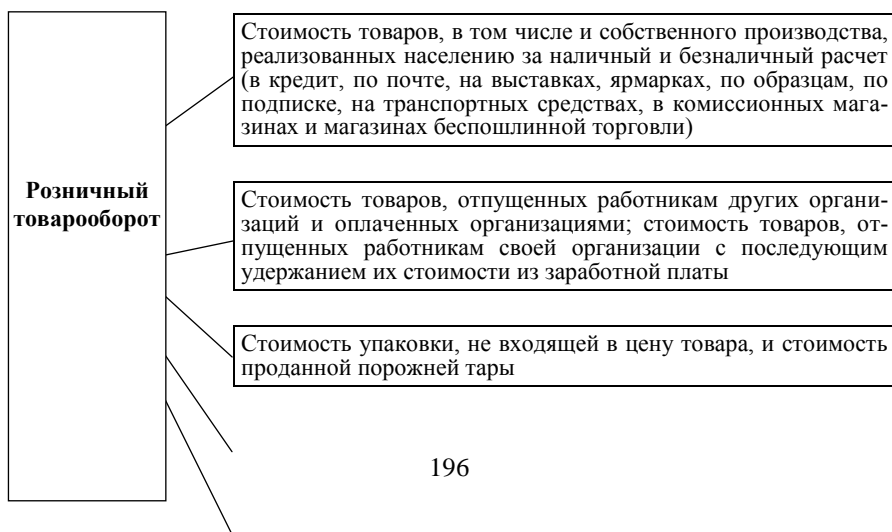 Стоимость товаров, в том числе и собственного производства,
реализованных населению за наличный и безналичный расчет
(в кредит, по почте, на выставках, ярмарках, по образцам, по
подписке, на транспортных средствах, в комиссионных мага-
зинах и магазинах беспошлинной торговли)
Розничный
товарооборот
Стоимость товаров, отпущенных работникам других органи-
заций и оплаченных организациями; стоимость товаров, от-
пущенных работникам своей организации с последующим
удержанием их стоимости из заработной платы
Стоимость упаковки, не входящей в цену товара, и стоимость
проданной порожней тары
196